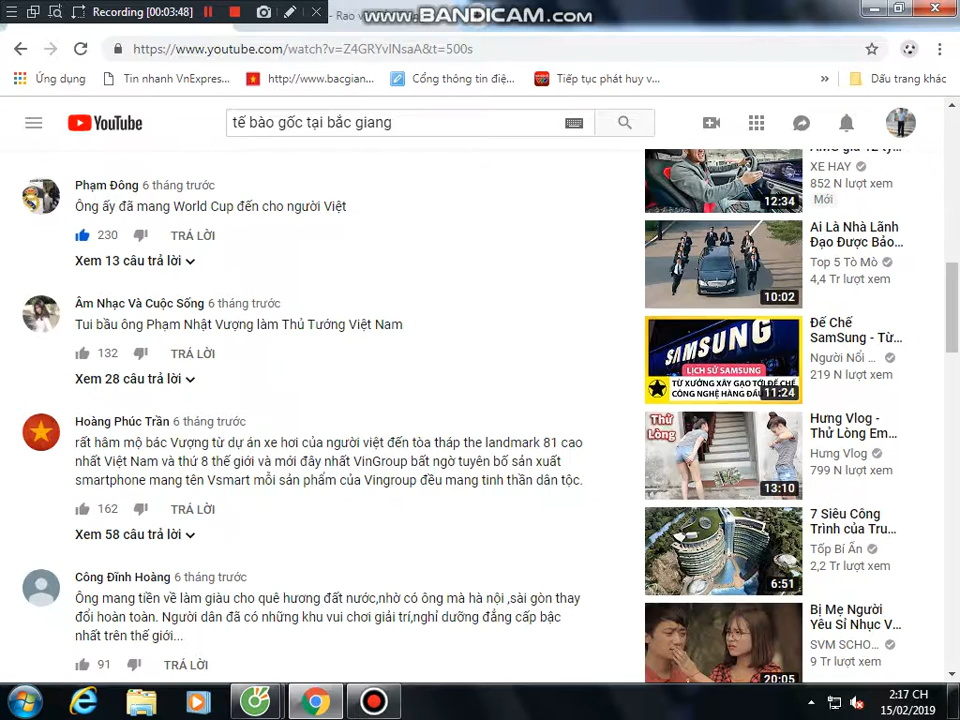 Recording [00:03:48]
www.BANDICAM.com
Rao v
https://www.youtube.com/watch?v=Z4GRYvINsaA&t=500s
Ứng dụng
Tin nhanh VnExpres...
http://www.bacgian...
Cổng thông tin điệ...
Tiếp tục phát huy v...
»
Dấu trang khác
YouTube
tế bào gốc tại bắc giang
Phạm Đông 6 tháng trước
Ông ấy đã mang World Cup đến cho người Việt
230 TRẢ LỜI
Xem 13 câu trả lời
Âm Nhạc Và Cuộc Sống 6 tháng trước
Tui bầu ông Phạm Nhật Vượng làm Thủ Tướng Việt Nam
132 TRẢ LỜI
Xem 28 câu trả lời
Hoàng Phúc Trần 6 tháng trước
rất hâm mộ bác Vượng từ dự án xe hơi của người việt đến tòa tháp the landmark 81 cao
nhất Việt Nam và thứ 8 thế giới và mới đây nhất VinGroup bất ngờ tuyên bố sản xuất
smartphone mang tên Vsmart mỗi sản phẩm của Vingroup đều mang tinh thần dân tộc.
162 TRẢ LỜI
Xem 58 câu trả lời
Công Đĩnh Hoàng 6 tháng trước
Ông mang tiền về làm giàu cho quê hương đất nước,nhờ có ông mà hà nội ,sài gòn thay
đổi hoàn toàn. Người dân đã có những khu vui chơi giải trí,nghỉ dưỡng đẳng cấp bậc
nhất trên thế giới...
91 TRẢ LỜI
AMG giá 12 tỷ...
XE HAY
852 N lượt xem
Mới
12:34
Ai Là Nhà Lãnh
Đạo Được Bảo...
Top 5 Tò Mò
4,4 Tr lượt xem
10:02
Đế Chế
SamSung - Từ...
Người Nổi ...
219 N lượt xem
SAMSUNG
LỊCH SỬ SAMSUNG
TỪ XƯỞNG XÂY GẠO TỚI ĐẾ CHẾ
CÔNG NGHỆ HÀNG ĐẦU
11:24
Hưng Vlog -
Thử Lòng Em...
Hưng Vlog
799 N lượt xem
Thử
Lòng
13:10
7 Siêu Công
Trình của Tru...
Tốp Bí Ẩn
2,2 Tr lượt xem
6:51
Bị Mẹ Người
Yêu Sỉ Nhục V...
SVM SCHO...
9 Tr lượt xem
20:05
2:17 CH
15/02/2019